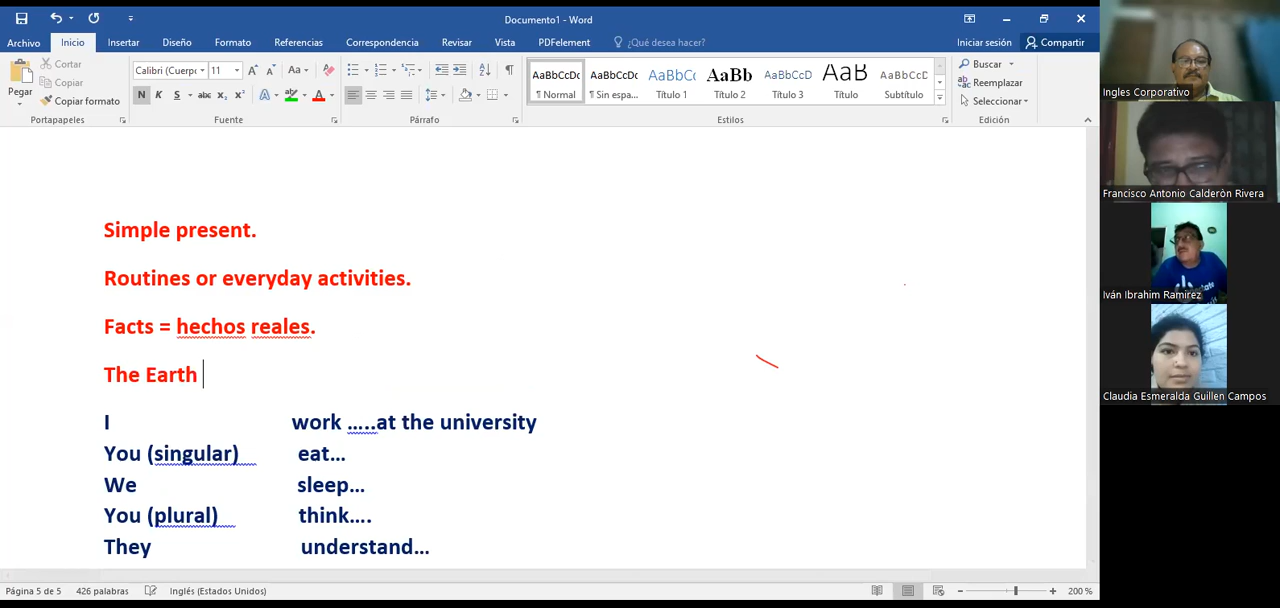 Documento1 - Word
Archivo Inicio Insertar Diseño Formato Referencias Correspondencia Revisar Vista PDFelement ¿Qué desea hacer? Iniciar sesión Compartir
Pegar
Cortar
Copiar
Copiar formato
Portapapeles
Calibri (Cuerpo 11
N K S abc x₂ x²
Fuente
Párrafo
AaBbCcDc AaBbCcDc AaBbCc AaBb AaBbCcD AaB AaBbCcD
¶ Normal ¶ Sin espa... Título 1 Título 2 Título 3 Título Subtítulo
Estilos
Buscar
Reemplazar
Seleccionar
Edición
Simple present.
Routines or everyday activities.
Facts = hechos reales.
The Earth
I work …..at the university
You (singular) eat…
We sleep…
You (plural) think….
They understand…
Página 5 de 5 426 palabras Inglés (Estados Unidos) 200 %
Ingles Corporativo
Francisco Antonio Calderòn Rivera
Iván Ibrahim Ramirez
Claudia Esmeralda Guillen Campos